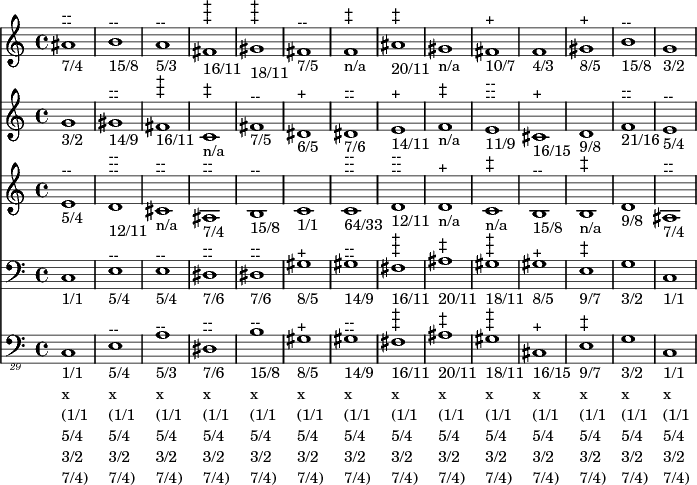 7/4 15/8 5/3 16/11 18/11 7/5 n/a 20/11 n/a 10/7 4/3 8/5 15/8 3/2
3/2 14/9 16/11 n/a 7/5 6/5 7/6 14/11 n/a 11/9 16/15 9/8 21/16 5/4
5/4 12/11 n/a 7/4 15/8 1/1 64/33 12/11 n/a n/a 15/8 n/a 9/8 7/4
1/1 5/4 5/4 7/6 7/6 8/5 14/9 16/11 20/11 18/11 8/5 9/7 3/2 1/1
29
1/1 5/4 5/3 7/6 15/8 8/5 14/9 16/11 20/11 18/11 16/15 9/7 3/2 1/1
x x x x x x x x x x x x x x
(1/1 (1/1 (1/1 (1/1 (1/1 (1/1 (1/1 (1/1 (1/1 (1/1 (1/1 (1/1 (1/1 (1/1
5/4 5/4 5/4 5/4 5/4 5/4 5/4 5/4 5/4 5/4 5/4 5/4 5/4 5/4
3/2 3/2 3/2 3/2 3/2 3/2 3/2 3/2 3/2 3/2 3/2 3/2 3/2 3/2
7/4) 7/4) 7/4) 7/4) 7/4) 7/4) 7/4) 7/4) 7/4) 7/4) 7/4) 7/4) 7/4) 7/4)